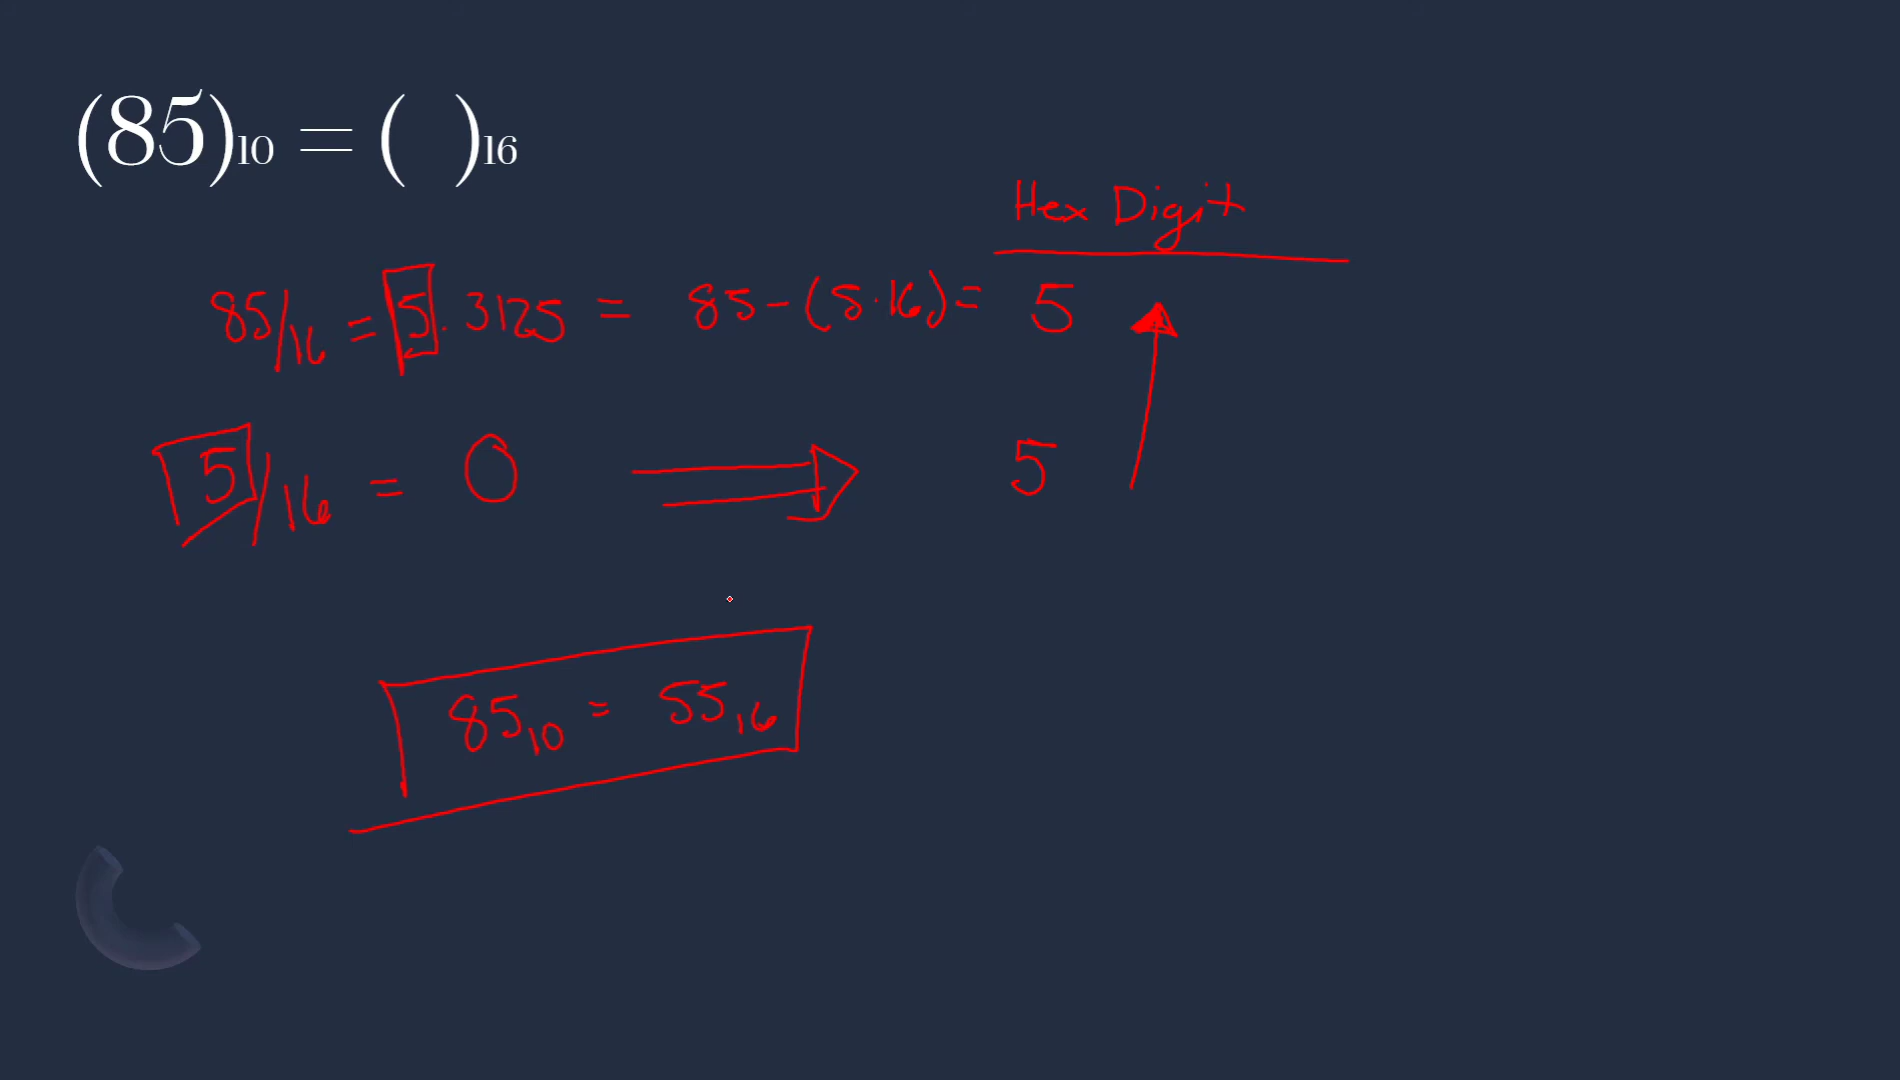 (85)10 = ( )16
Hex Digit
85/16 = 5.3125 = 85-(5·16)= 5
5/16 = 0 5
8510 = 5516